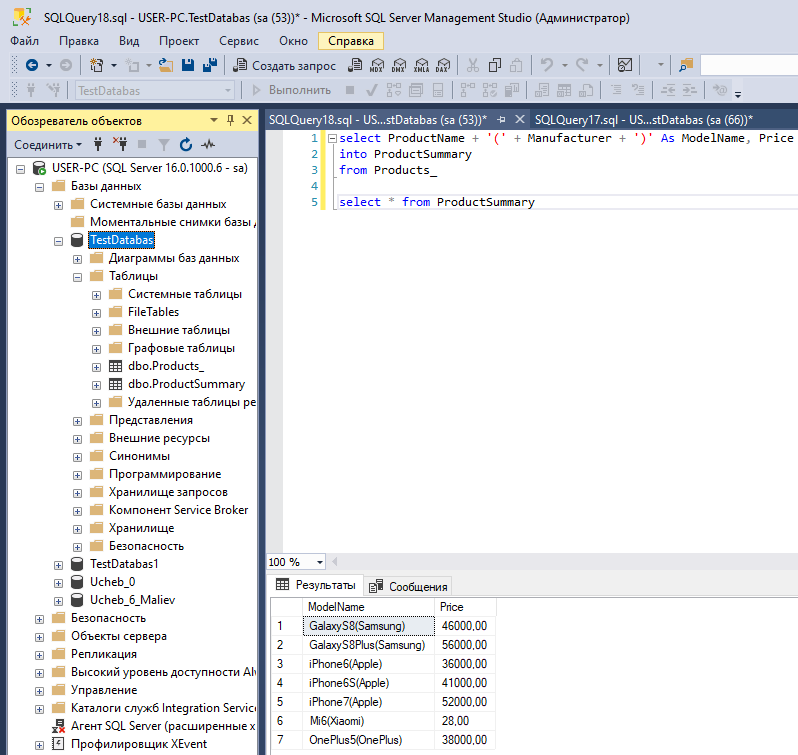 SQLQuery18.sql - USER-PC.TestDatabas (sa (53))* - Microsoft SQL Server Management Studio (Администратор)
Файл Правка Вид Проект Сервис Окно Справка
Создать запрос MDX DMX XMLA DAX
TestDatabas Выполнить
Обозреватель объектов
Соединить
USER-PC (SQL Server 16.0.1000.6 - sa)
Базы данных
Системные базы данных
Моментальные снимки базы
TestDatabas
Диаграммы баз данных
Таблицы
Системные таблицы
FileTables
Внешние таблицы
Графовые таблицы
dbo.Products_
dbo.ProductSummary
Удаленные таблицы ре
Представления
Внешние ресурсы
Синонимы
Программирование
Хранилище запросов
Компонент Service Broker
Хранилище
Безопасность
TestDatabas1
Ucheb_0
Ucheb_6_Maliev
Безопасность
Объекты сервера
Репликация
Высокий уровень доступности Al
Управление
Каталоги служб Integration Service
Агент SQL Server (расширенные х
Профилировщик XEvent
SQLQuery18.sql - US...stDatabas (sa (53))* SQLQuery17.sql - US...stDatabas (sa (66))*
1 select ProductName + '(' + Manufacturer + ')' As ModelName, Price
2 into ProductSummary
3 from Products_
4
5 select * from ProductSummary
100 %
Результаты Сообщения
ModelName Price
1 GalaxyS8(Samsung) 46000,00
2 GalaxyS8Plus(Samsung) 56000,00
3 iPhone6(Apple) 36000,00
4 iPhone6S(Apple) 41000,00
5 iPhone7(Apple) 52000,00
6 Mi6(Xiaomi) 28,00
7 OnePlus5(OnePlus) 38000,00